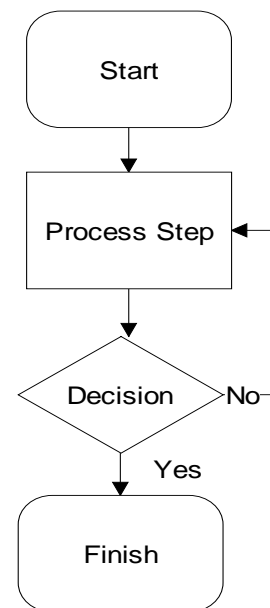 Start
Process Step
Decision
No
Yes
Finish